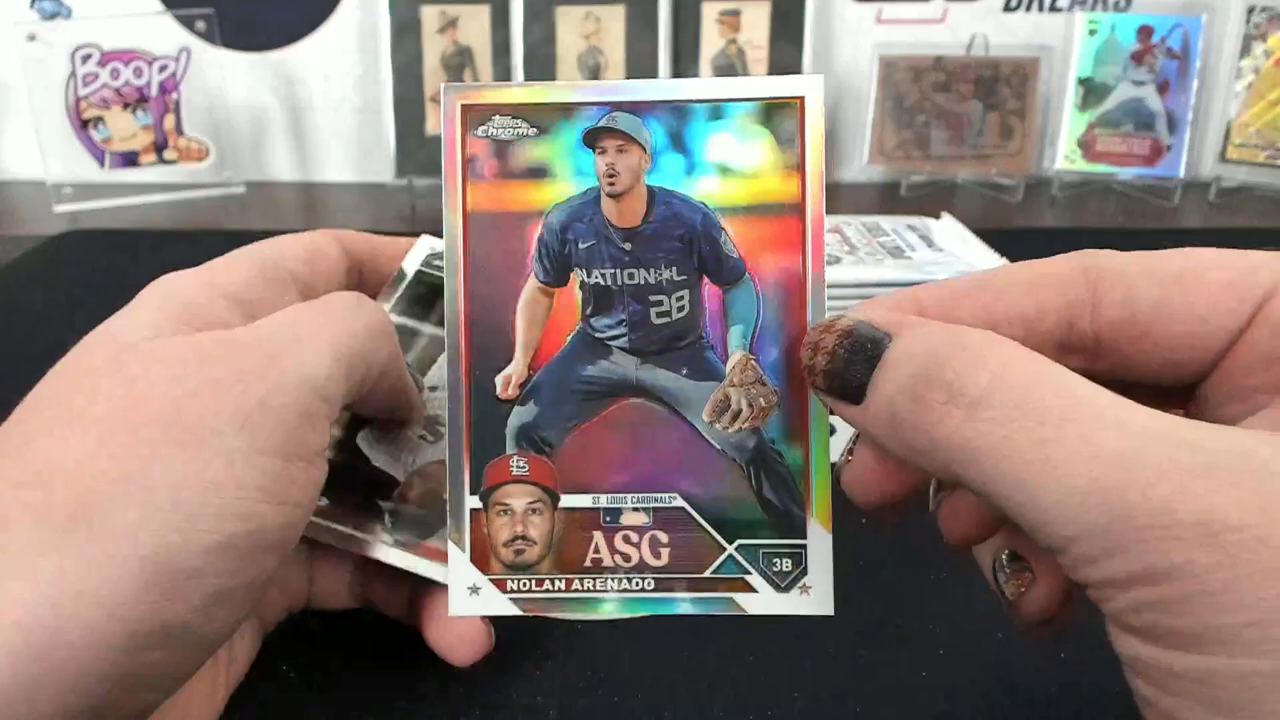 BOOP!
BREAKS
Topps
Chrome
NATIONAL
28
ST. LOUIS CARDINALS®
ASG
3B
NOLAN ARENADO